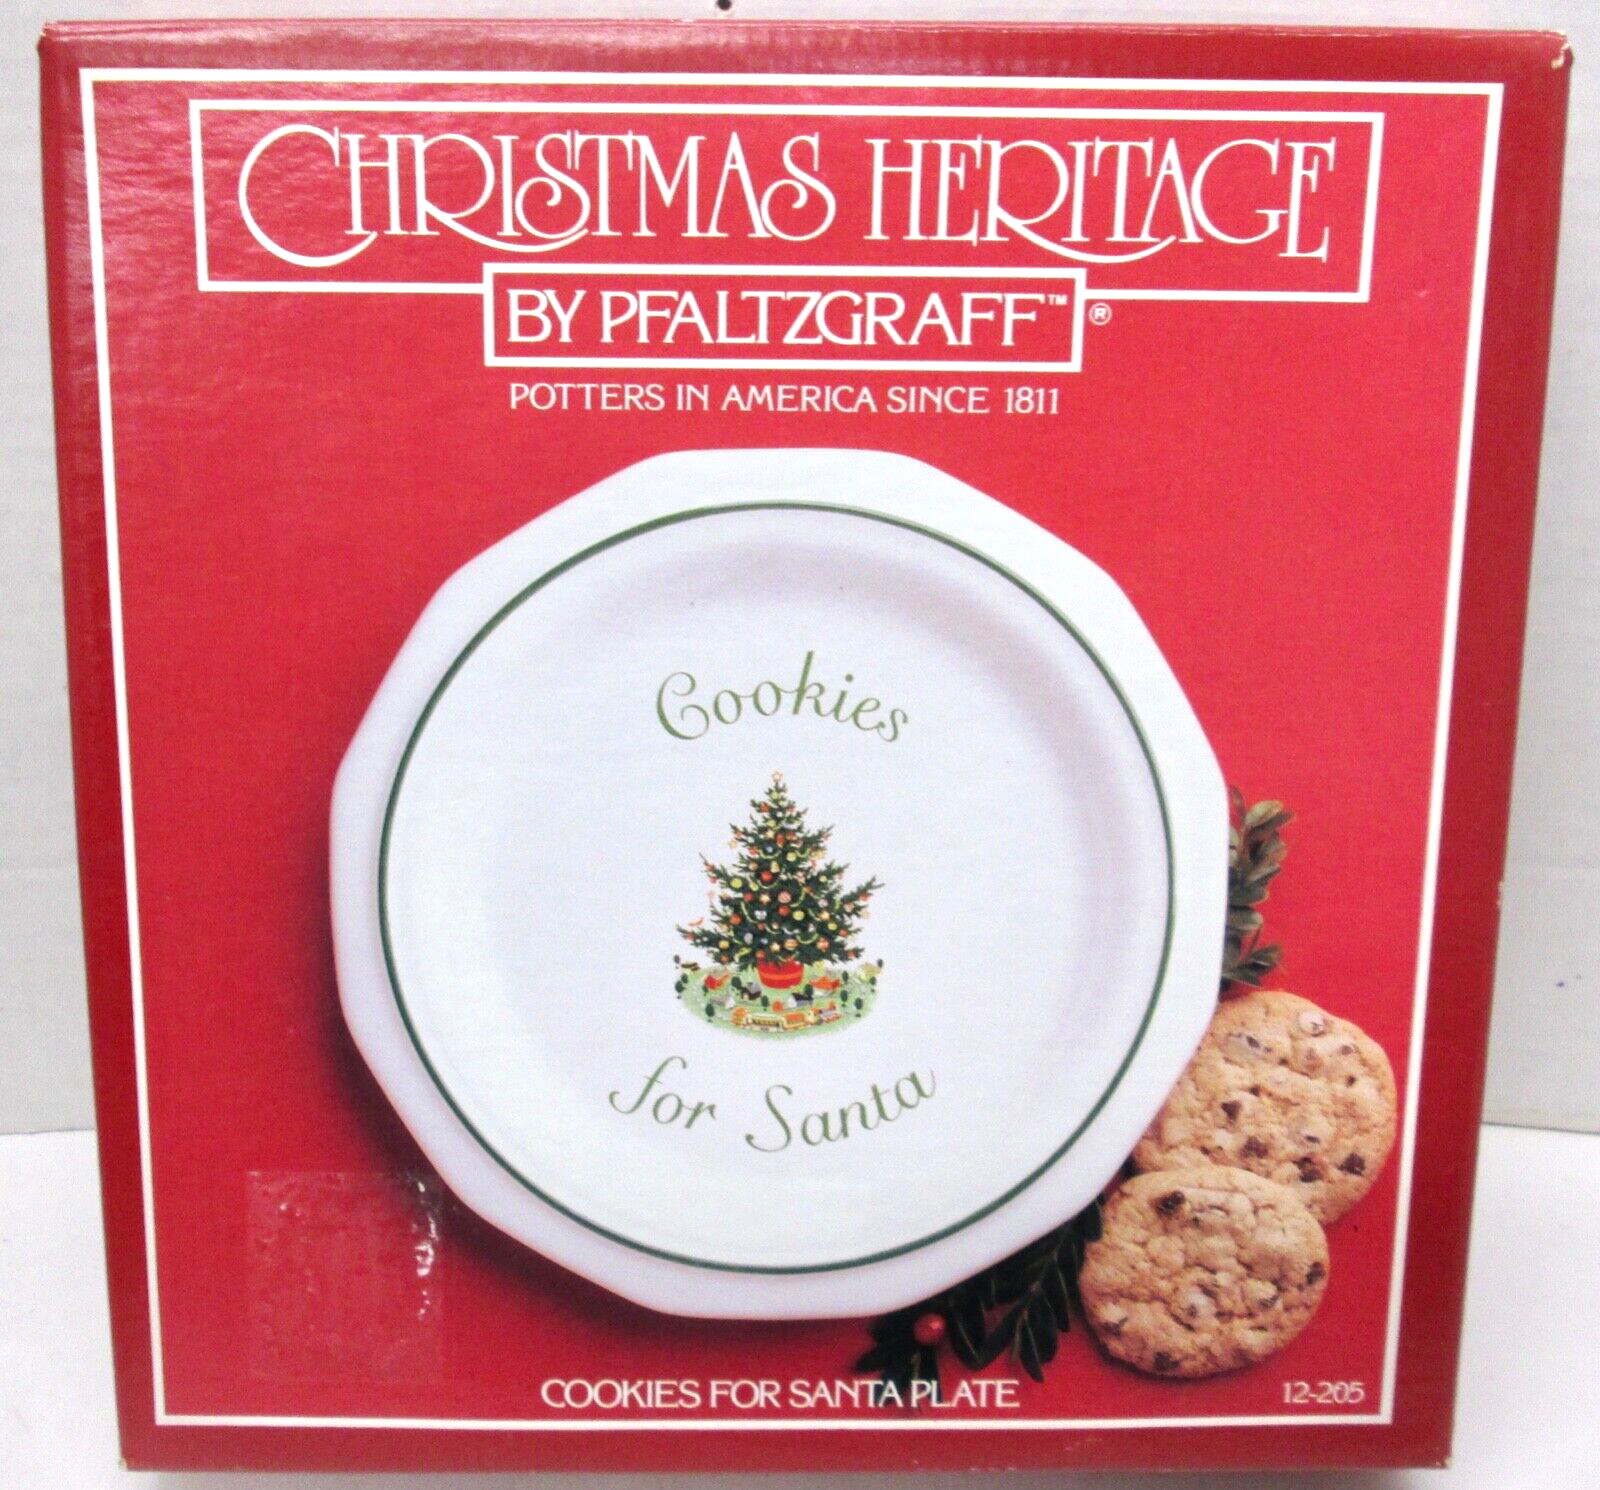 CHRISTMAS HERITAGE
BY PFALTZGRAFF™ ®
POTTERS IN AMERICA SINCE 1811
Cookies
for Santa
COOKIES FOR SANTA PLATE
12-205